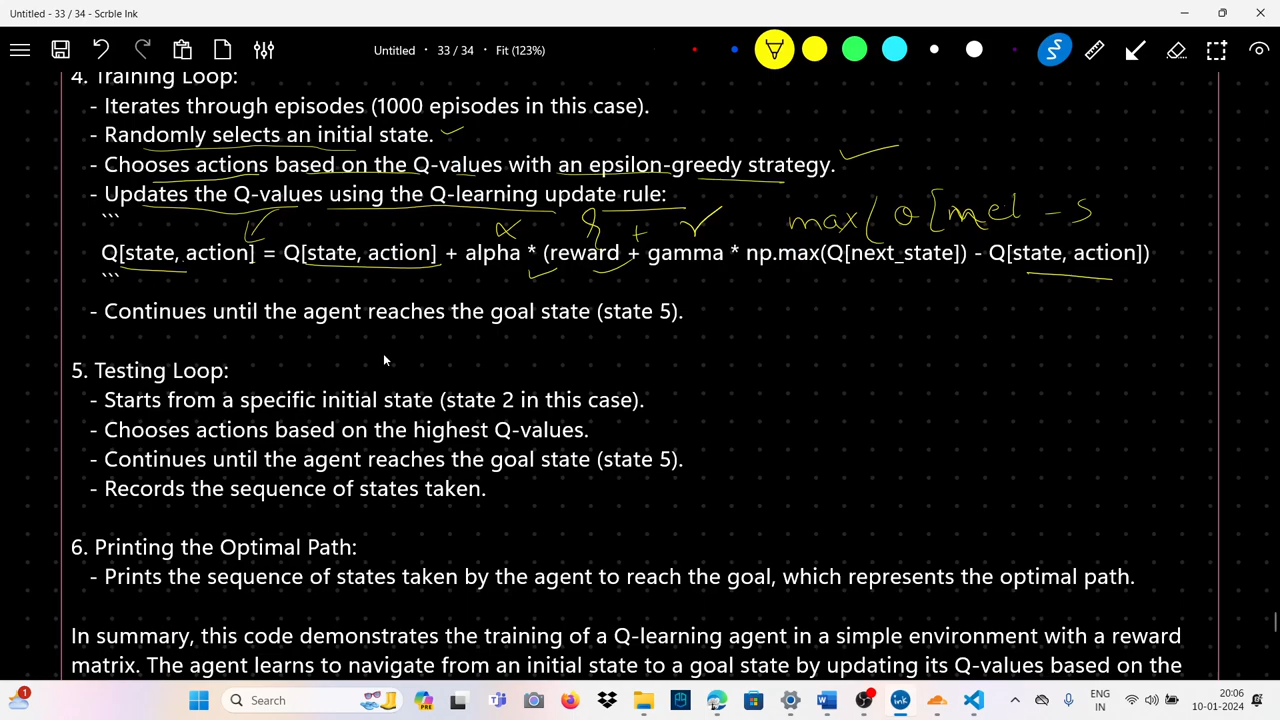 Untitled - 33 / 34 - Scrble Ink
Untitled • 33 / 34 • Fit (123%)
4. Training Loop:
- Iterates through episodes (1000 episodes in this case).
- Randomly selects an initial state.
- Chooses actions based on the Q-values with an epsilon-greedy strategy.
- Updates the Q-values using the Q-learning update rule:
```
α + γ max( Q[
Q[state, action] = Q[state, action] + alpha * (reward + gamma * np.max(Q[next_state]) - Q[state, action])
```
- Continues until the agent reaches the goal state (state 5).
5. Testing Loop:
- Starts from a specific initial state (state 2 in this case).
- Chooses actions based on the highest Q-values.
- Continues until the agent reaches the goal state (state 5).
- Records the sequence of states taken.
6. Printing the Optimal Path:
- Prints the sequence of states taken by the agent to reach the goal, which represents the optimal path.
In summary, this code demonstrates the training of a Q-learning agent in a simple environment with a reward
matrix. The agent learns to navigate from an initial state to a goal state by updating its Q-values based on the
1
Search
PRE
ENG
IN
20:06
10-01-2024